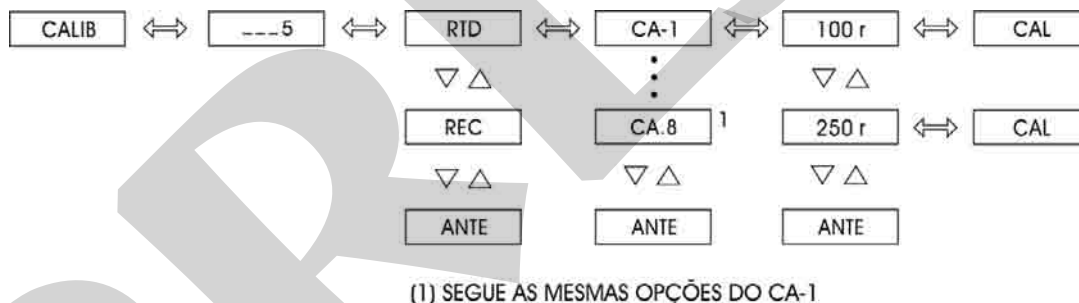 CALIB ___5 RTD CA-1 100 r CAL
REC CA.8 1 250 r CAL
ANTE ANTE ANTE
(1) SEGUE AS MESMAS OPÇÕES DO CA-1